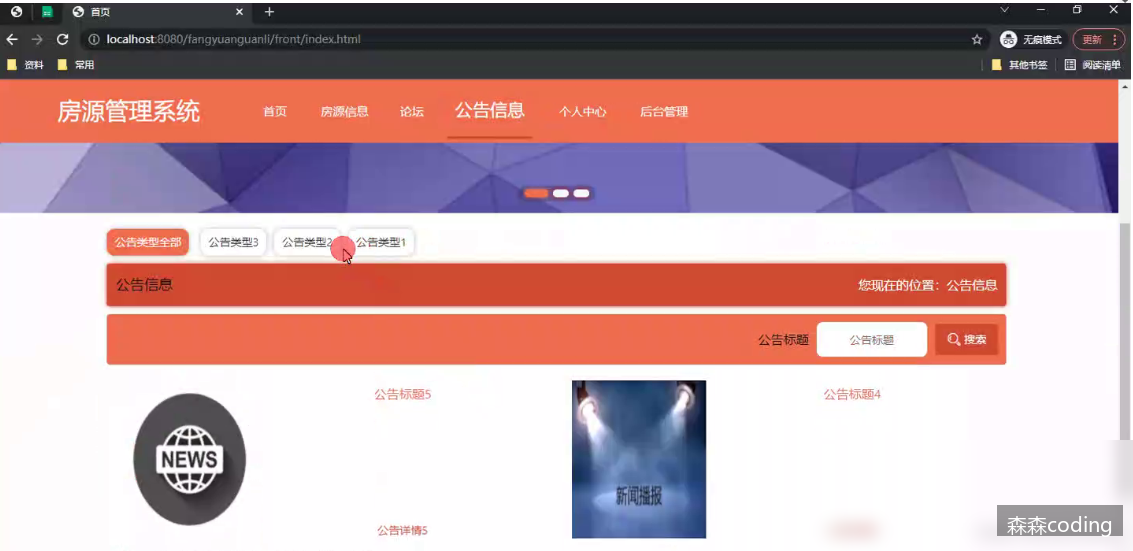 首页
localhost:8080/fangyuanguanli/front/index.html
无痕模式
更新
资料
常用
其他书签
阅读清单
房源管理系统
首页
房源信息
论坛
公告信息
个人中心
后台管理
公告类型全部
公告类型3
公告类型2
公告类型1
公告信息
您现在的位置：公告信息
公告标题
公告标题
搜索
公告标题5
公告标题4
NEWS
新闻播报
公告详情5
森森coding